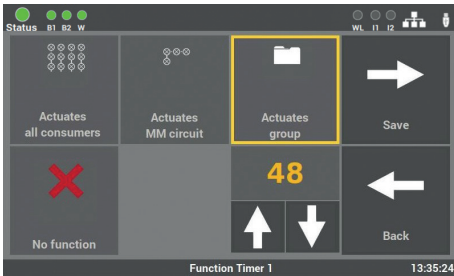 Status B1 B2 W WL I1 I2
Actuates
all consumers
Actuates
MM circuit
Actuates
group
Save
No function
48
Back
Function Timer 1 13:35:24